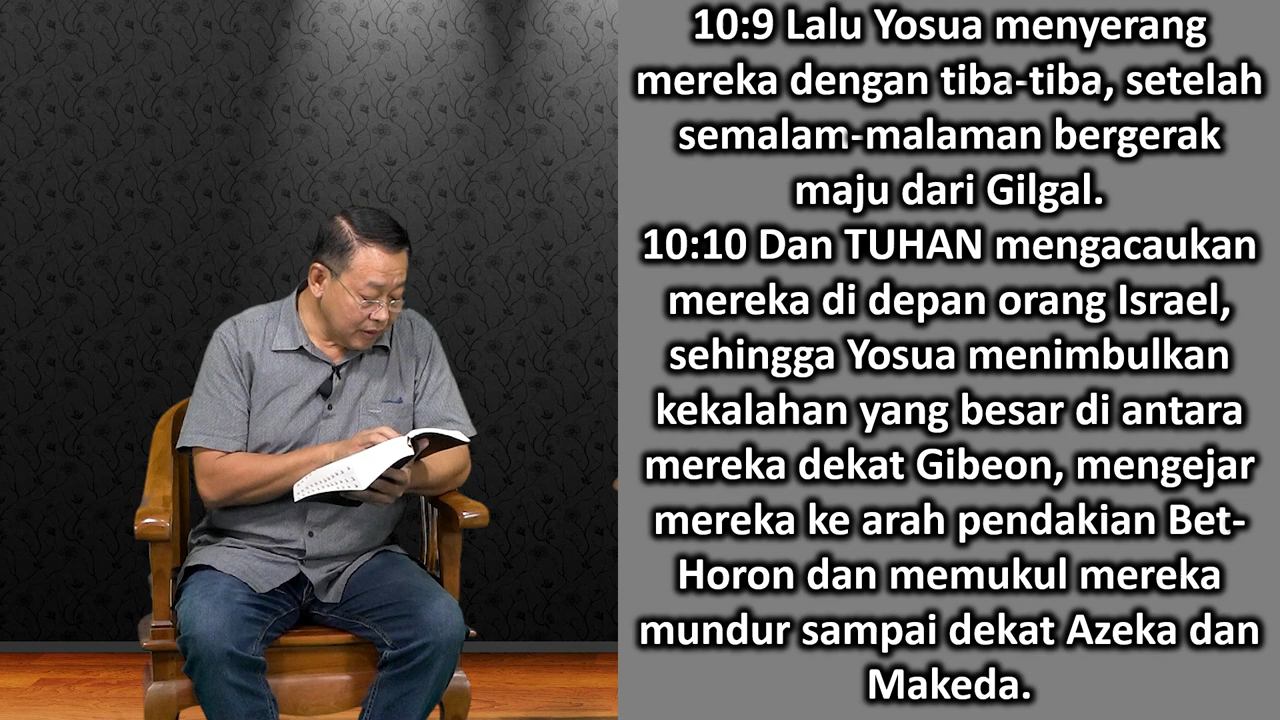 10:9 Lalu Yosua menyerang
mereka dengan tiba-tiba, setelah
semalam-malaman bergerak
maju dari Gilgal.
10:10 Dan TUHAN mengacaukan
mereka di depan orang Israel,
sehingga Yosua menimbulkan
kekalahan yang besar di antara
mereka dekat Gibeon, mengejar
mereka ke arah pendakian Bet-
Horon dan memukul mereka
mundur sampai dekat Azeka dan
Makeda.